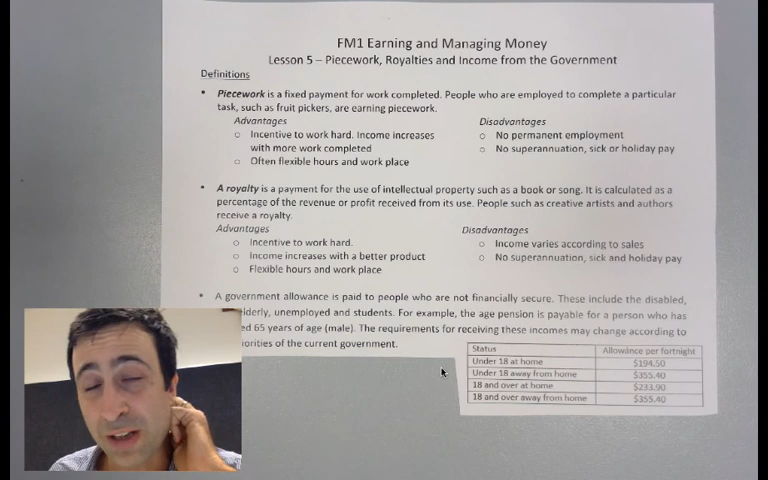 FM1 Earning and Managing Money
Lesson 5 – Piecework, Royalties and Income from the Government
Definitions
• Piecework is a fixed payment for work completed. People who are employed to complete a particular
task, such as fruit pickers, are earning piecework.
Advantages
○ Incentive to work hard. Income increases
with more work completed
○ Often flexible hours and work place
Disadvantages
○ No permanent employment
○ No superannuation, sick or holiday pay
• A royalty is a payment for the use of intellectual property such as a book or song. It is calculated as a
percentage of the revenue or profit received from its use. People such as creative artists and authors
receive a royalty.
Advantages
○ Incentive to work hard.
○ Income increases with a better product
○ Flexible hours and work place
Disadvantages
○ Income varies according to sales
○ No superannuation, sick and holiday pay
• A government allowance is paid to people who are not financially secure. These include the disabled,
unemployed and students. For example, the age pension is payable for a person who has
65 years of age (male). The requirements for receiving these incomes may change according to
of the current government.
Status Allowance per fortnight
Under 18 at home $194.50
Under 18 away from home $355.40
18 and over at home $233.90
18 and over away from home $355.40